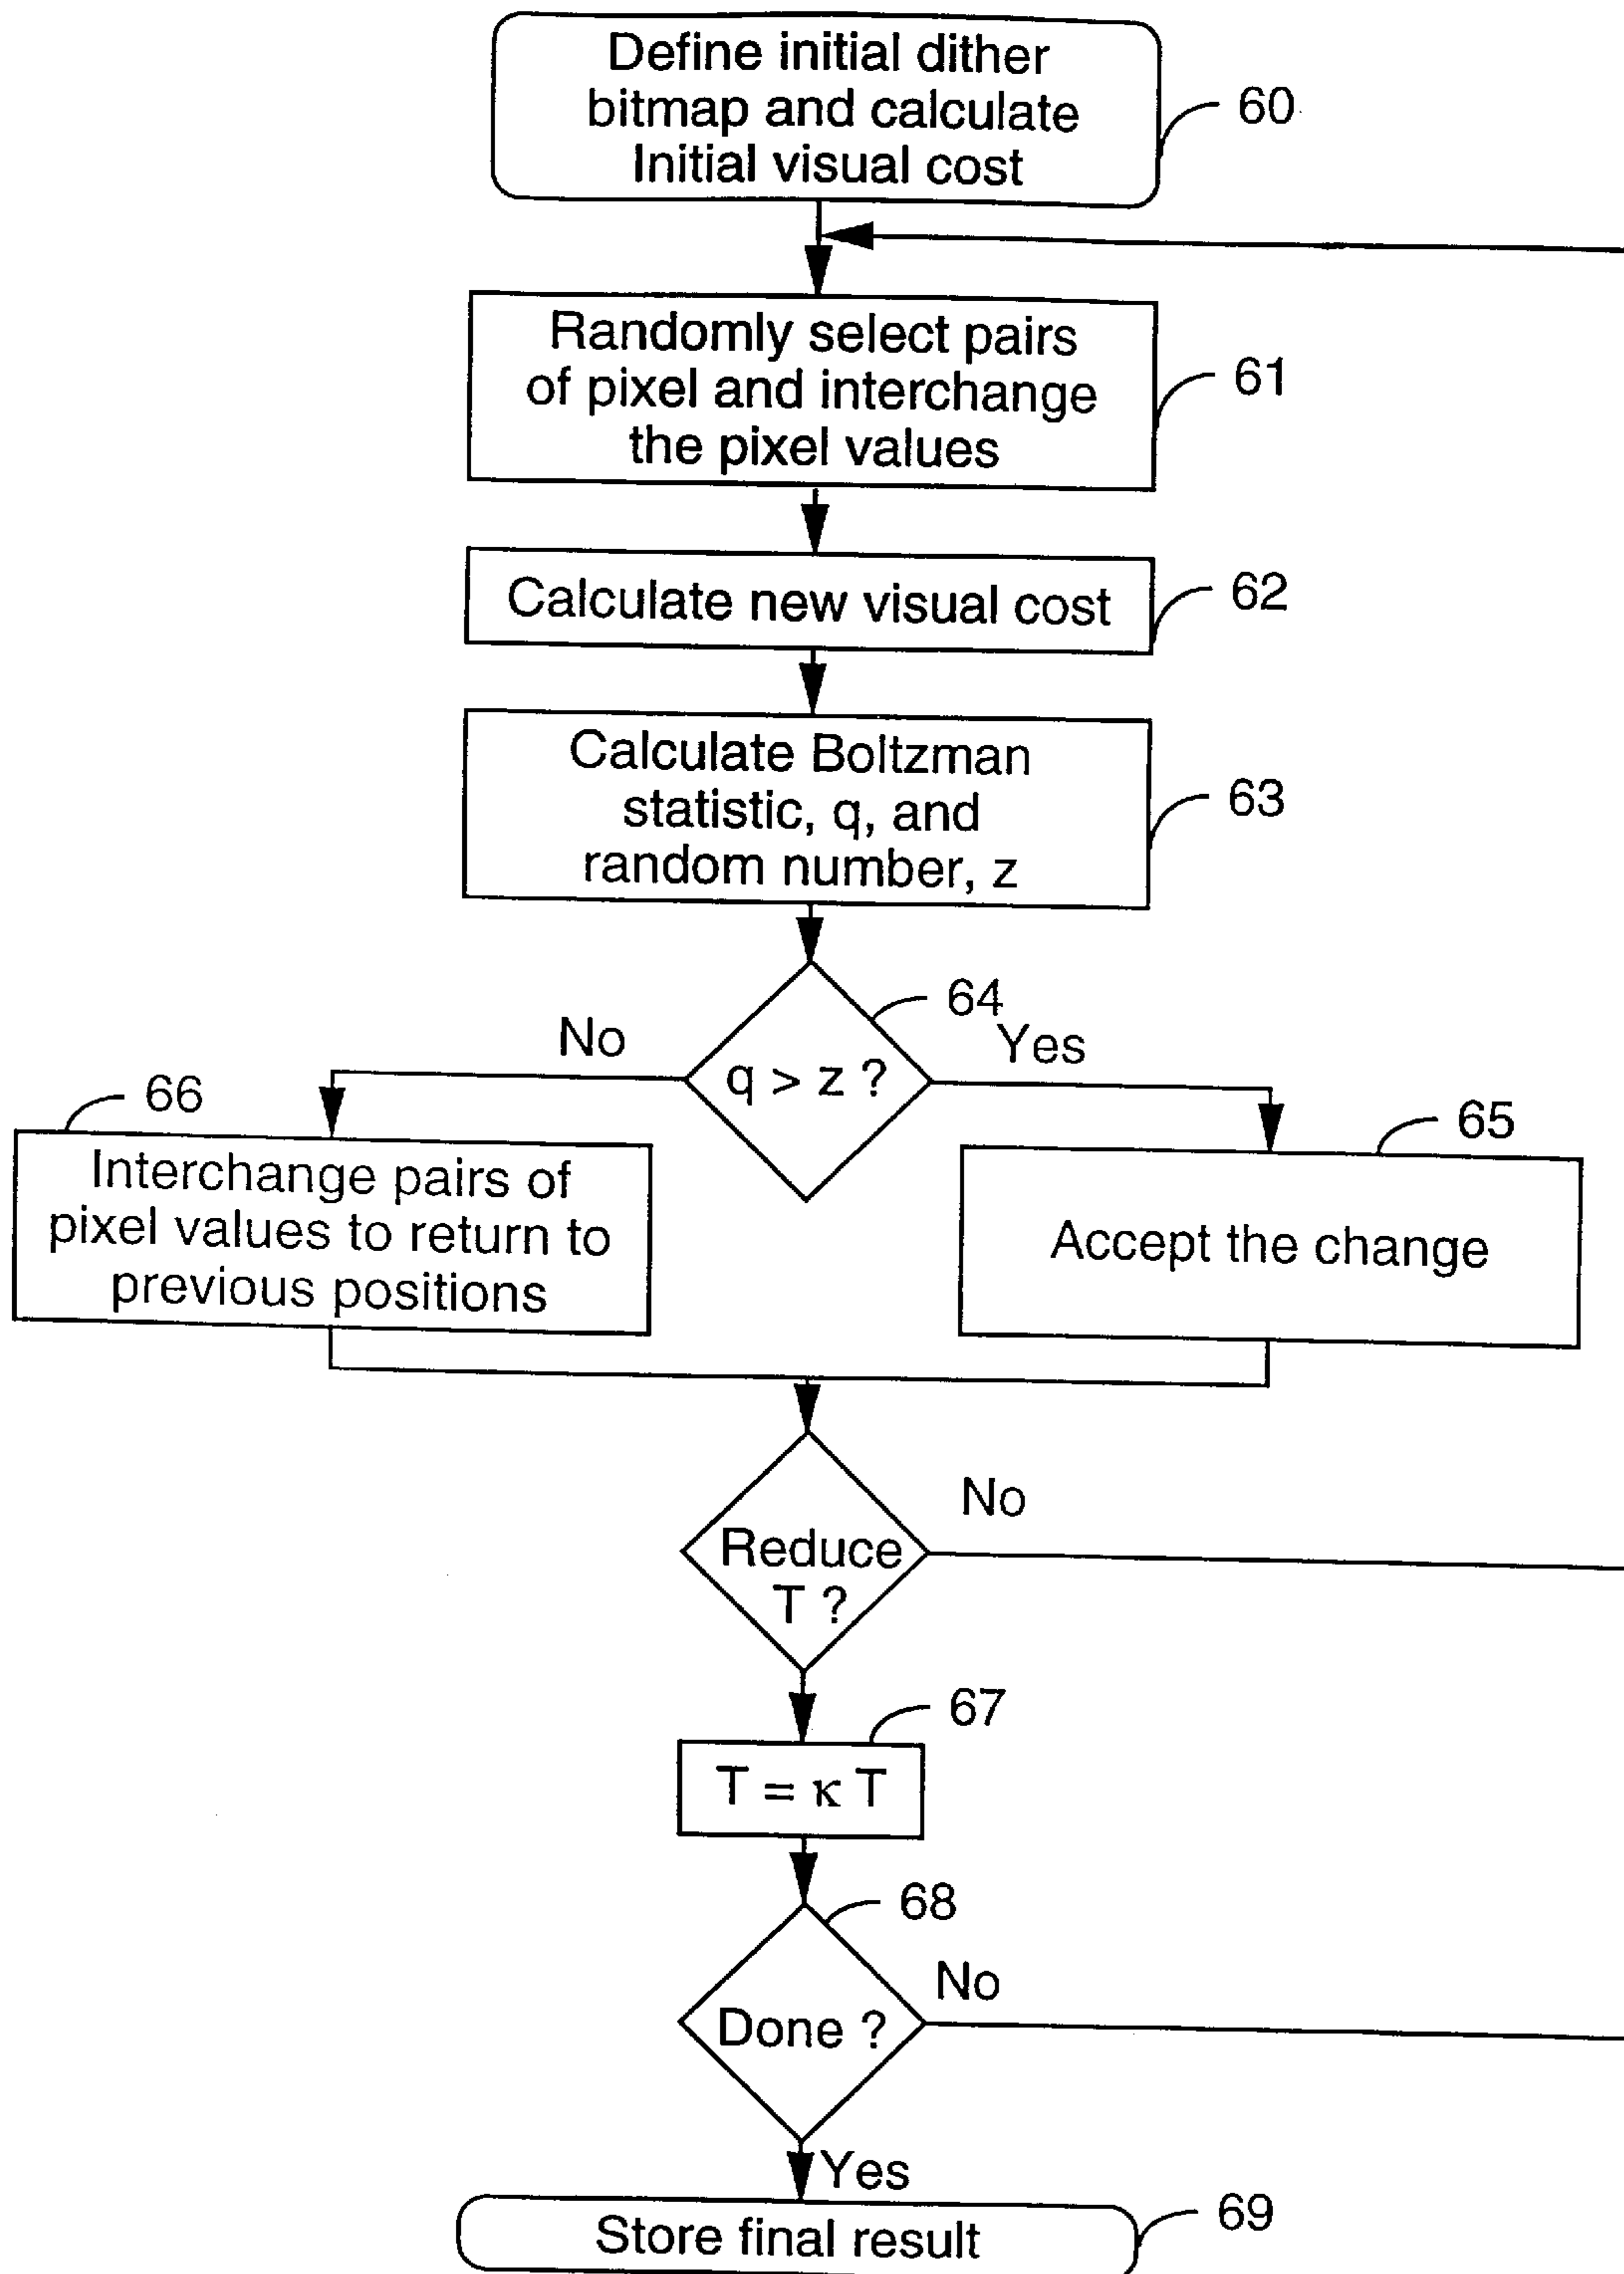 Define initial dither
bitmap and calculate
Initial visual cost
60
Randomly select pairs
of pixel and interchange
the pixel values
61
Calculate new visual cost
62
Calculate Boltzman
statistic, q, and
random number, z
63
64
No
Yes
q > z ?
66
65
Interchange pairs of
pixel values to return to
previous positions
Accept the change
No
Reduce
T ?
67
T = κ T
68
No
Done ?
Yes
69
Store final result